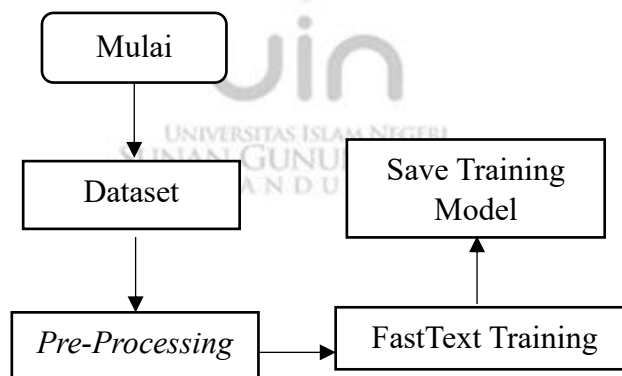 Mulai
uin
UNIVERSITAS ISLAM NEGERI
Dataset
Pre-Processing
FastText Training
Save Training
Model